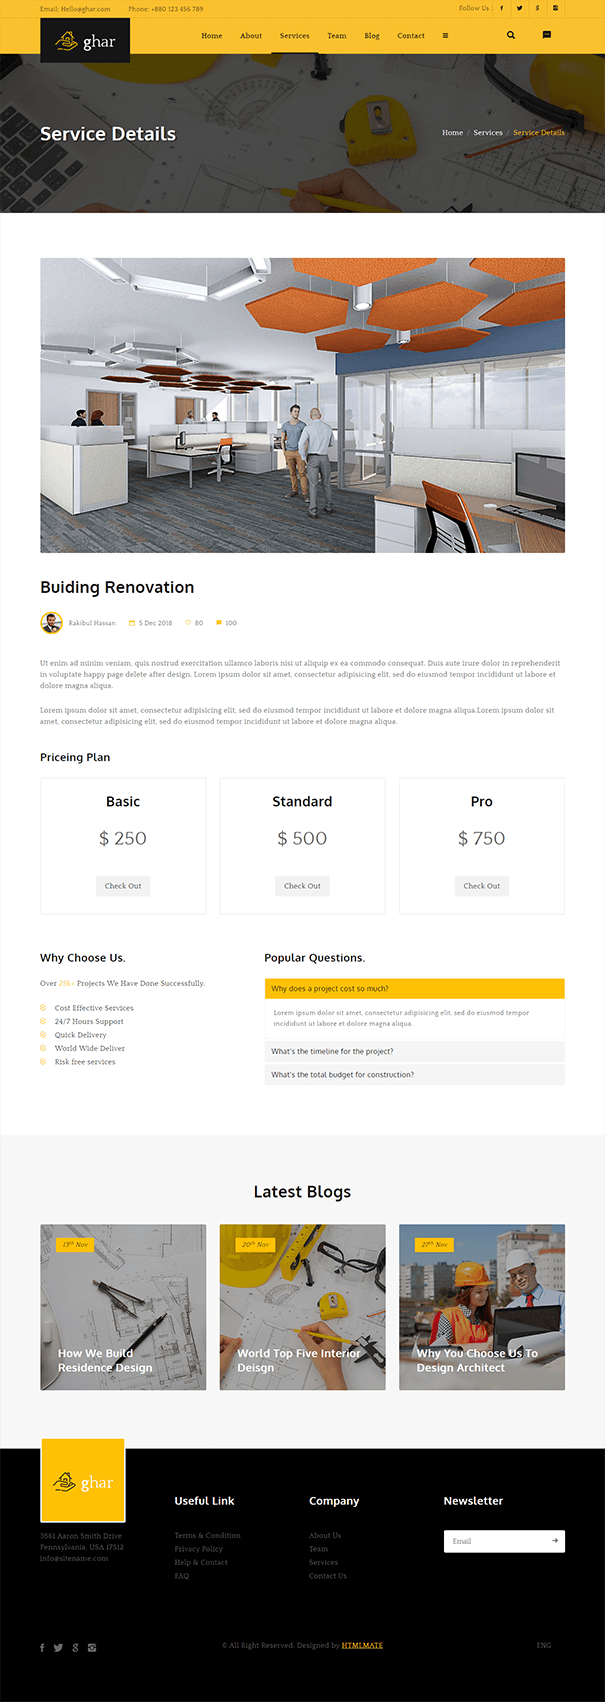 Email: Hello@ghar.com Phone: +880 123 456 789 Follow Us :
ghar Home About Services Team Blog Contact
Service Details
Home / Services / Service Details
Buiding Renovation
Rakibul Hassan 5 Dec 2018 80 100
Ut enim ad minim veniam, quis nostrud exercitation ullamco laboris nisi ut aliquip ex ea commodo consequat. Duis aute irure dolor in reprehenderit
in voluptate happy page delete after design. Lorem ipsum dolor sit amet, consectetur adipisicing elit, sed do eiusmod tempor incididunt ut labore et
dolore magna aliqua.
Lorem ipsum dolor sit amet, consectetur adipisicing elit, sed do eiusmod tempor incididunt ut labore et dolore magna aliqua.Lorem ipsum dolor sit
amet, consectetur adipisicing elit, sed do eiusmod tempor incididunt ut labore et dolore magna aliqua.
Priceing Plan
Basic
$ 250
Check Out
Standard
$ 500
Check Out
Pro
$ 750
Check Out
Why Choose Us.
Over 25k+ Projects We Have Done Successfully.
Cost Effective Services
24/7 Hours Support
Quick Delivery
World Wide Deliver
Risk free services
Popular Questions.
Why does a project cost so much?
Lorem ipsum dolor sit amet, consectetur adipisicing elit, sed do eiusmod tempor
incididunt ut labore et dolore magna aliqua.
What's the timeline for the project?
What's the total budget for construction?
Latest Blogs
13th Nov
How We Build
Residence Design
20th Nov
World Top Five Interior
Deisgn
27th Nov
Why You Choose Us To
Design Architect
ghar
3561 Aaron Smith Drive
Pennsylvania, USA 17512
info@sitename.com
Useful Link
Terms & Condition
Privacy Policy
Help & Contact
FAQ
Company
About Us
Team
Services
Contact Us
Newsletter
Email
© All Right Reserved. Designed by HTMLMATE
ENG